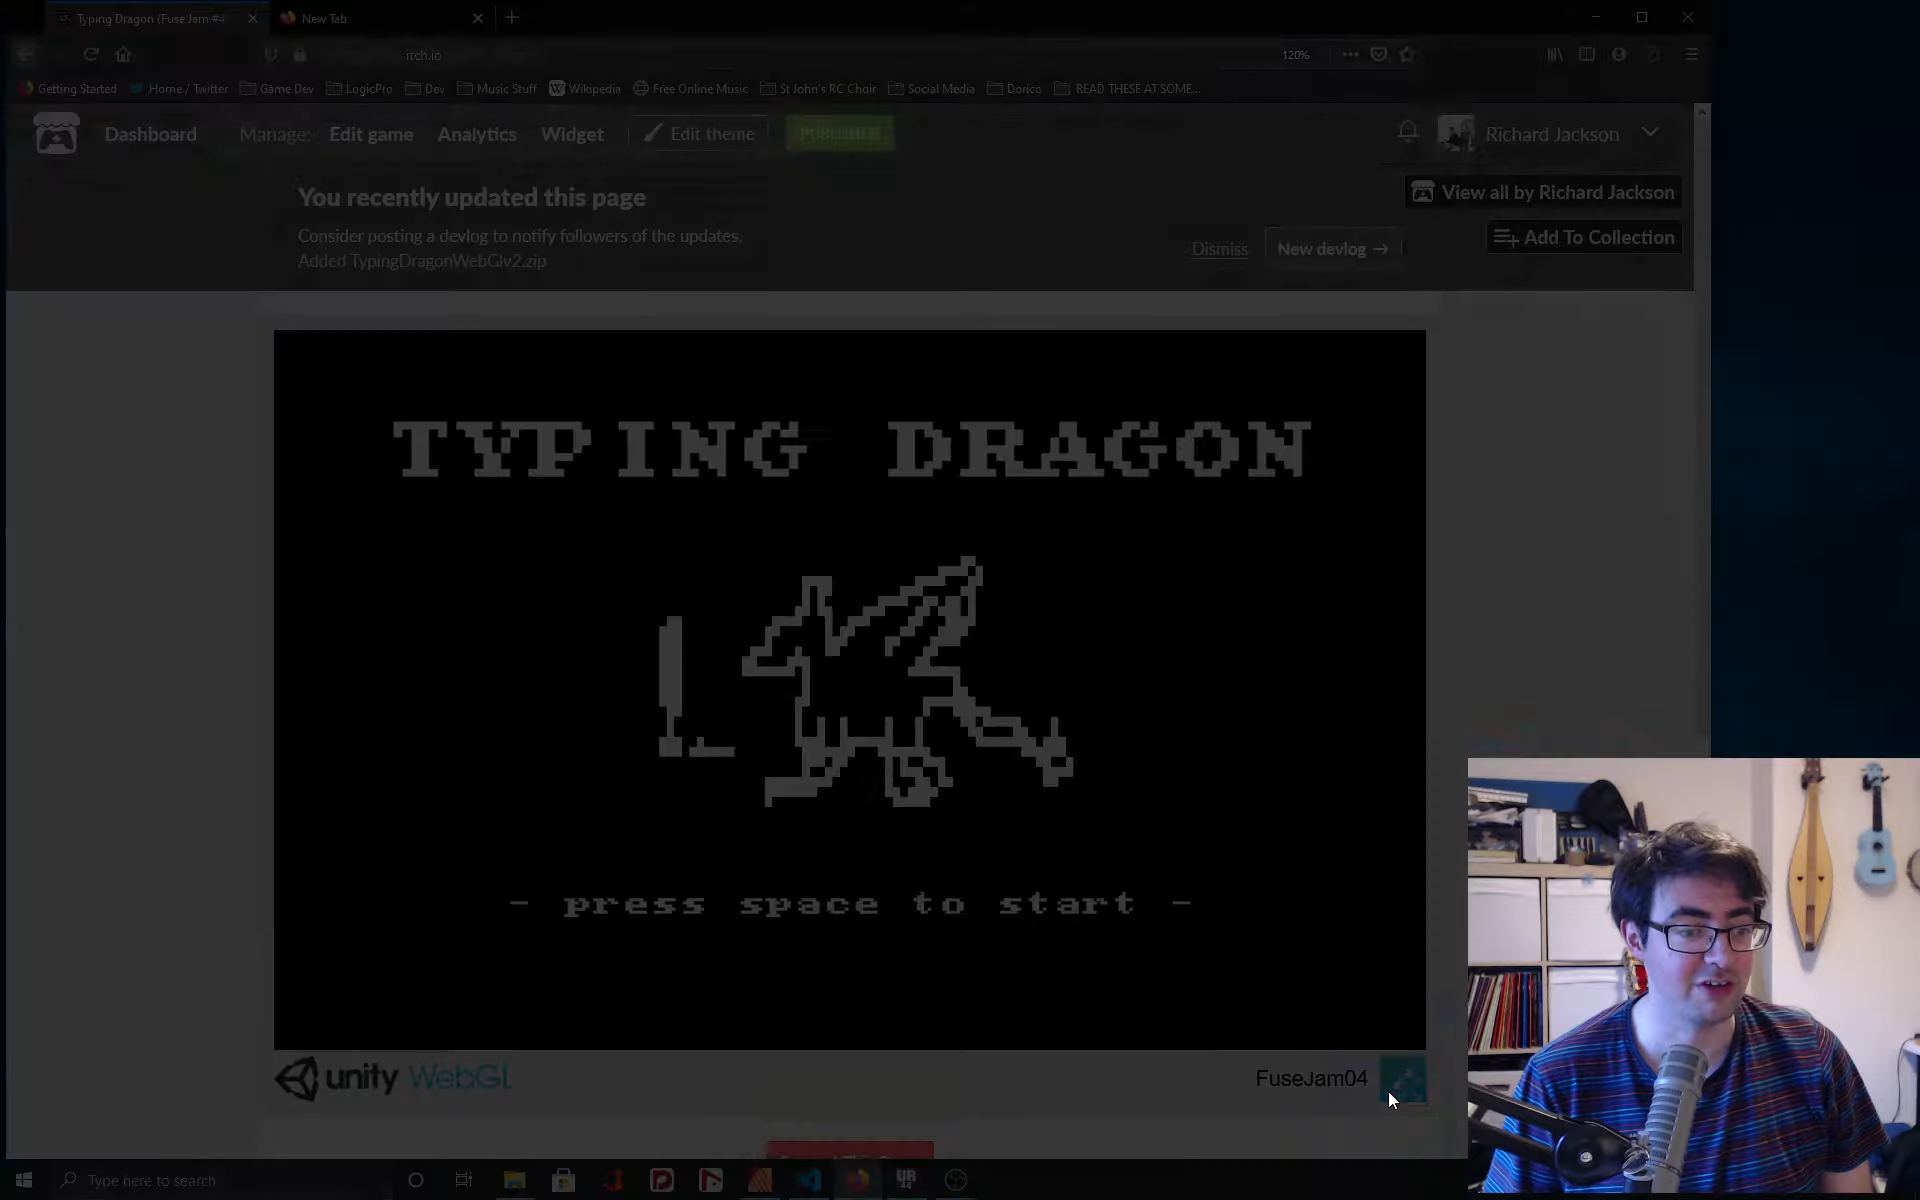 Typing Dragon (Fuse Jam #4
New Tab
itch.io
120%
Getting Started
Home / Twitter
Game Dev
LogicPro
Dev
Music Stuff
Wikipedia
Free Online Music
St John's RC Choir
Social Media
Dorico
READ THESE AT SOME...
Dashboard
Manage:
Edit game
Analytics
Widget
Edit theme
PUBLISHED
Richard Jackson
You recently updated this page
Consider posting a devlog to notify followers of the updates.
Added TypingDragonWebGlv2.zip
Dismiss
New devlog →
View all by Richard Jackson
Add To Collection
TYPING DRAGON
- press space to start -
unity WebGL
FuseJam04
Type here to search